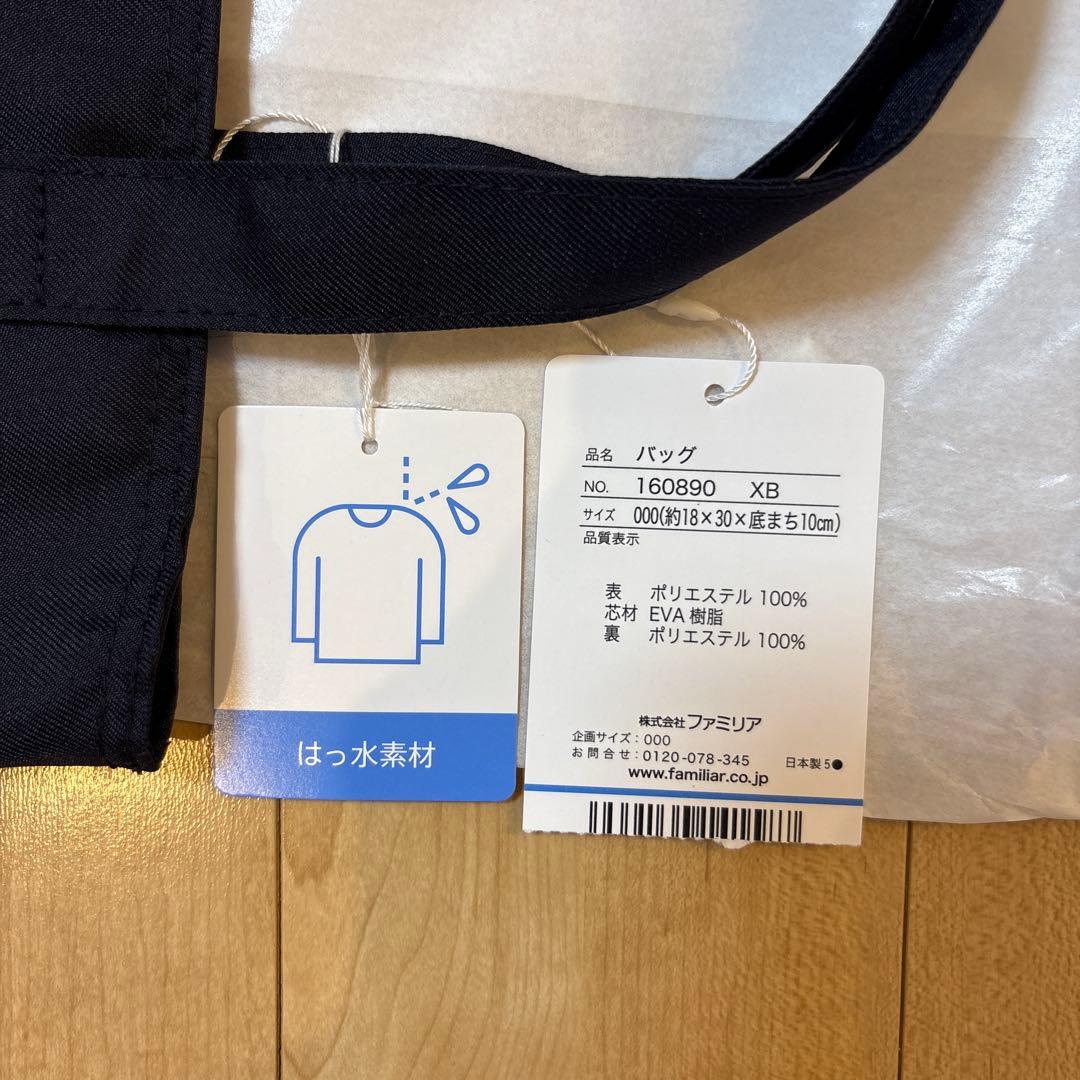 はっ水素材
品名 バッグ
NO. 160890 XB
サイズ 000(約18×30×底まち10cm)
品質表示
表 ポリエステル 100%
芯材 EVA 樹脂
裏 ポリエステル 100%
株式会社 ファミリア
企画サイズ：000
お問合せ：0120-078-345 日本製 5●
www.familiar.co.jp